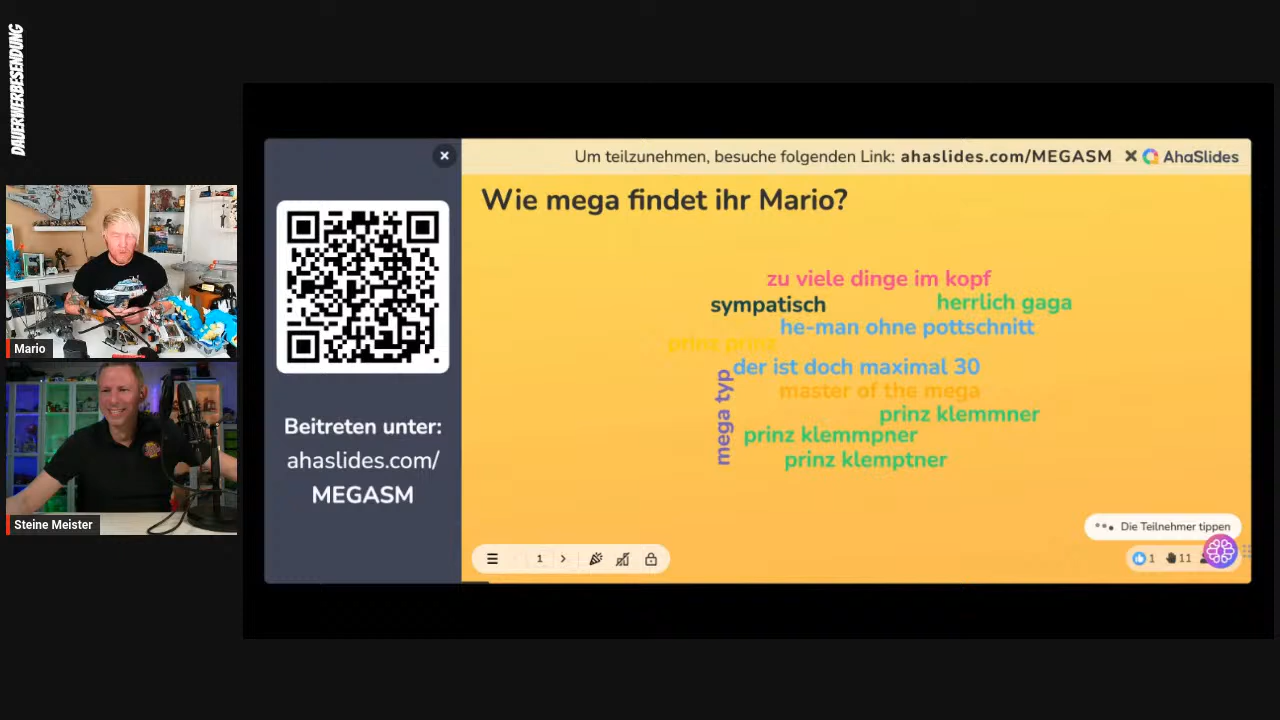 DAUERWERBESENDUNG
Mario
Steine Meister
Beitreten unter:
ahaslides.com/
MEGASM
Um teilzunehmen, besuche folgenden Link: ahaslides.com/MEGASM
AhaSlides
Wie mega findet ihr Mario?
zu viele dinge im kopf
sympatisch
herrlich gaga
he-man ohne pottschnitt
prinz prinz
der ist doch maximal 30
master of the mega
mega typ
prinz klemmner
prinz klemmpner
prinz klemptner
Die Teilnehmer tippen
1
1
11